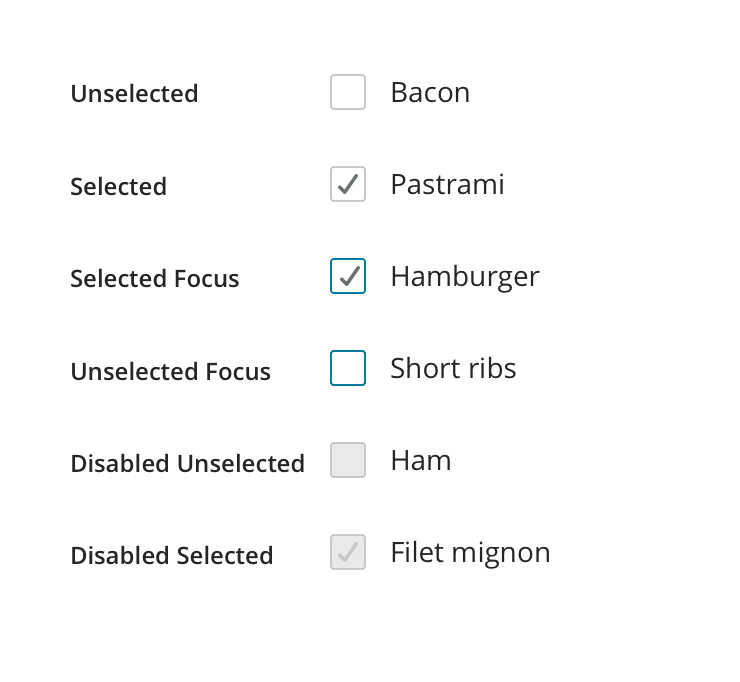 Unselected Bacon
Selected Pastrami
Selected Focus Hamburger
Unselected Focus Short ribs
Disabled Unselected Ham
Disabled Selected Filet mignon